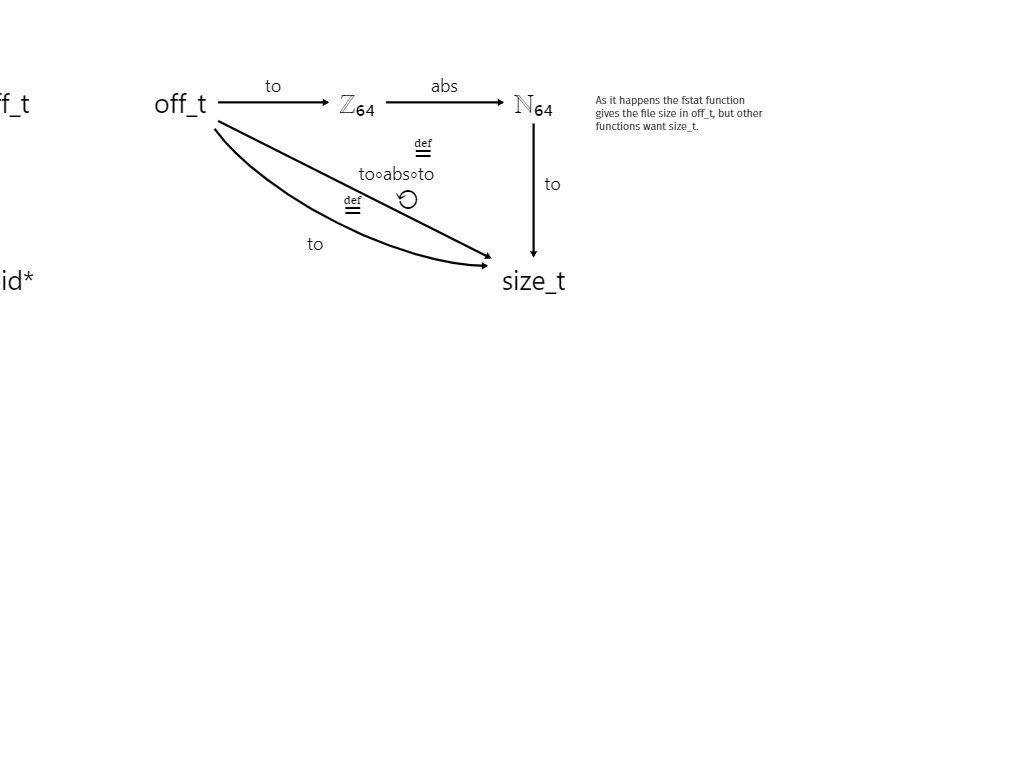 to abs
ff_t off_t ℤ₆₄ ℕ₆₄
As it happens the fstat function
gives the file size in off_t, but other
functions want size_t.
def
=
to∘abs∘to
to
def
=
to
id* size_t